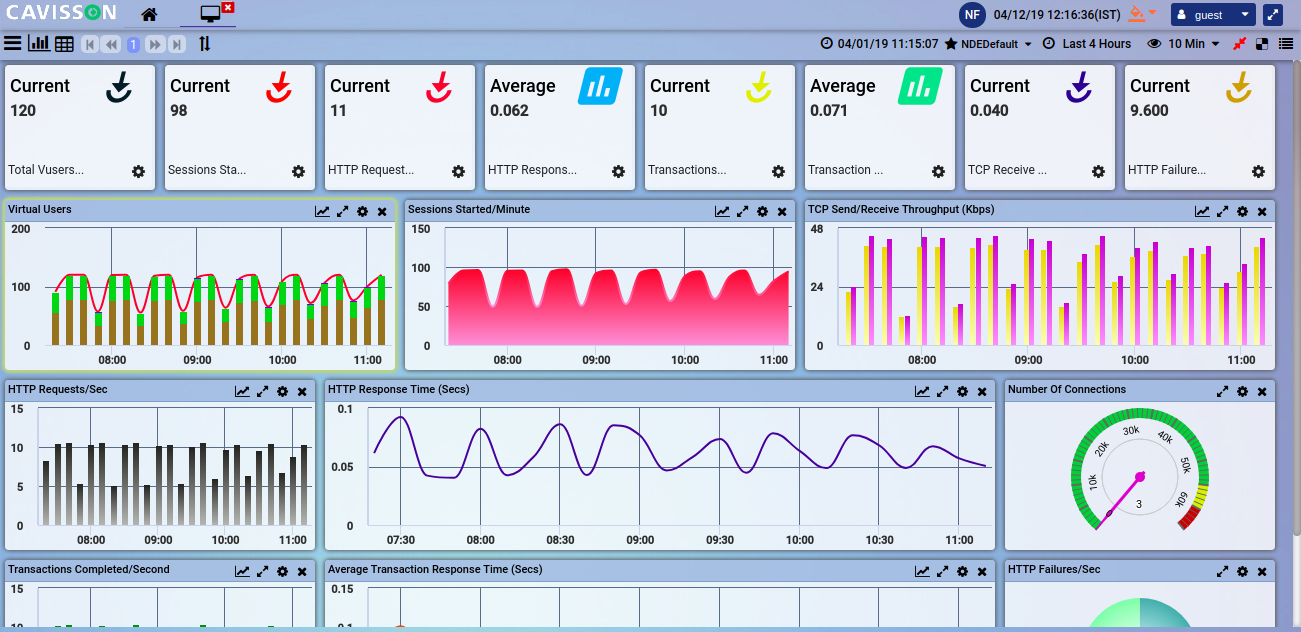 CAVISSON
NF 04/12/19 12:16:36(IST) guest
1 04/01/19 11:15:07 NDEDefault Last 4 Hours 10 Min
Current
120
Total Vusers...
Current
98
Sessions Sta...
Current
11
HTTP Request...
Average
0.062
HTTP Respons...
Current
10
Transactions...
Average
0.071
Transaction ...
Current
0.040
TCP Receive ...
Current
9.600
HTTP Failure...
Virtual Users
200
100
0
08:00 09:00 10:00 11:00
Sessions Started/Minute
150
100
50
0
08:00 09:00 10:00 11:00
TCP Send/Receive Throughput (Kbps)
48
24
0
08:00 09:00 10:00 11:00
HTTP Requests/Sec
15
10
5
0
08:00 09:00 10:00 11:00
HTTP Response Time (Secs)
0.1
0.05
0
07:30 08:00 08:30 09:00 09:30 10:00 10:30 11:00
Number Of Connections
10k 20k 30k 40k 50k 60k
3
Transactions Completed/Second
15
10
Average Transaction Response Time (Secs)
0.15
0.1
HTTP Failures/Sec